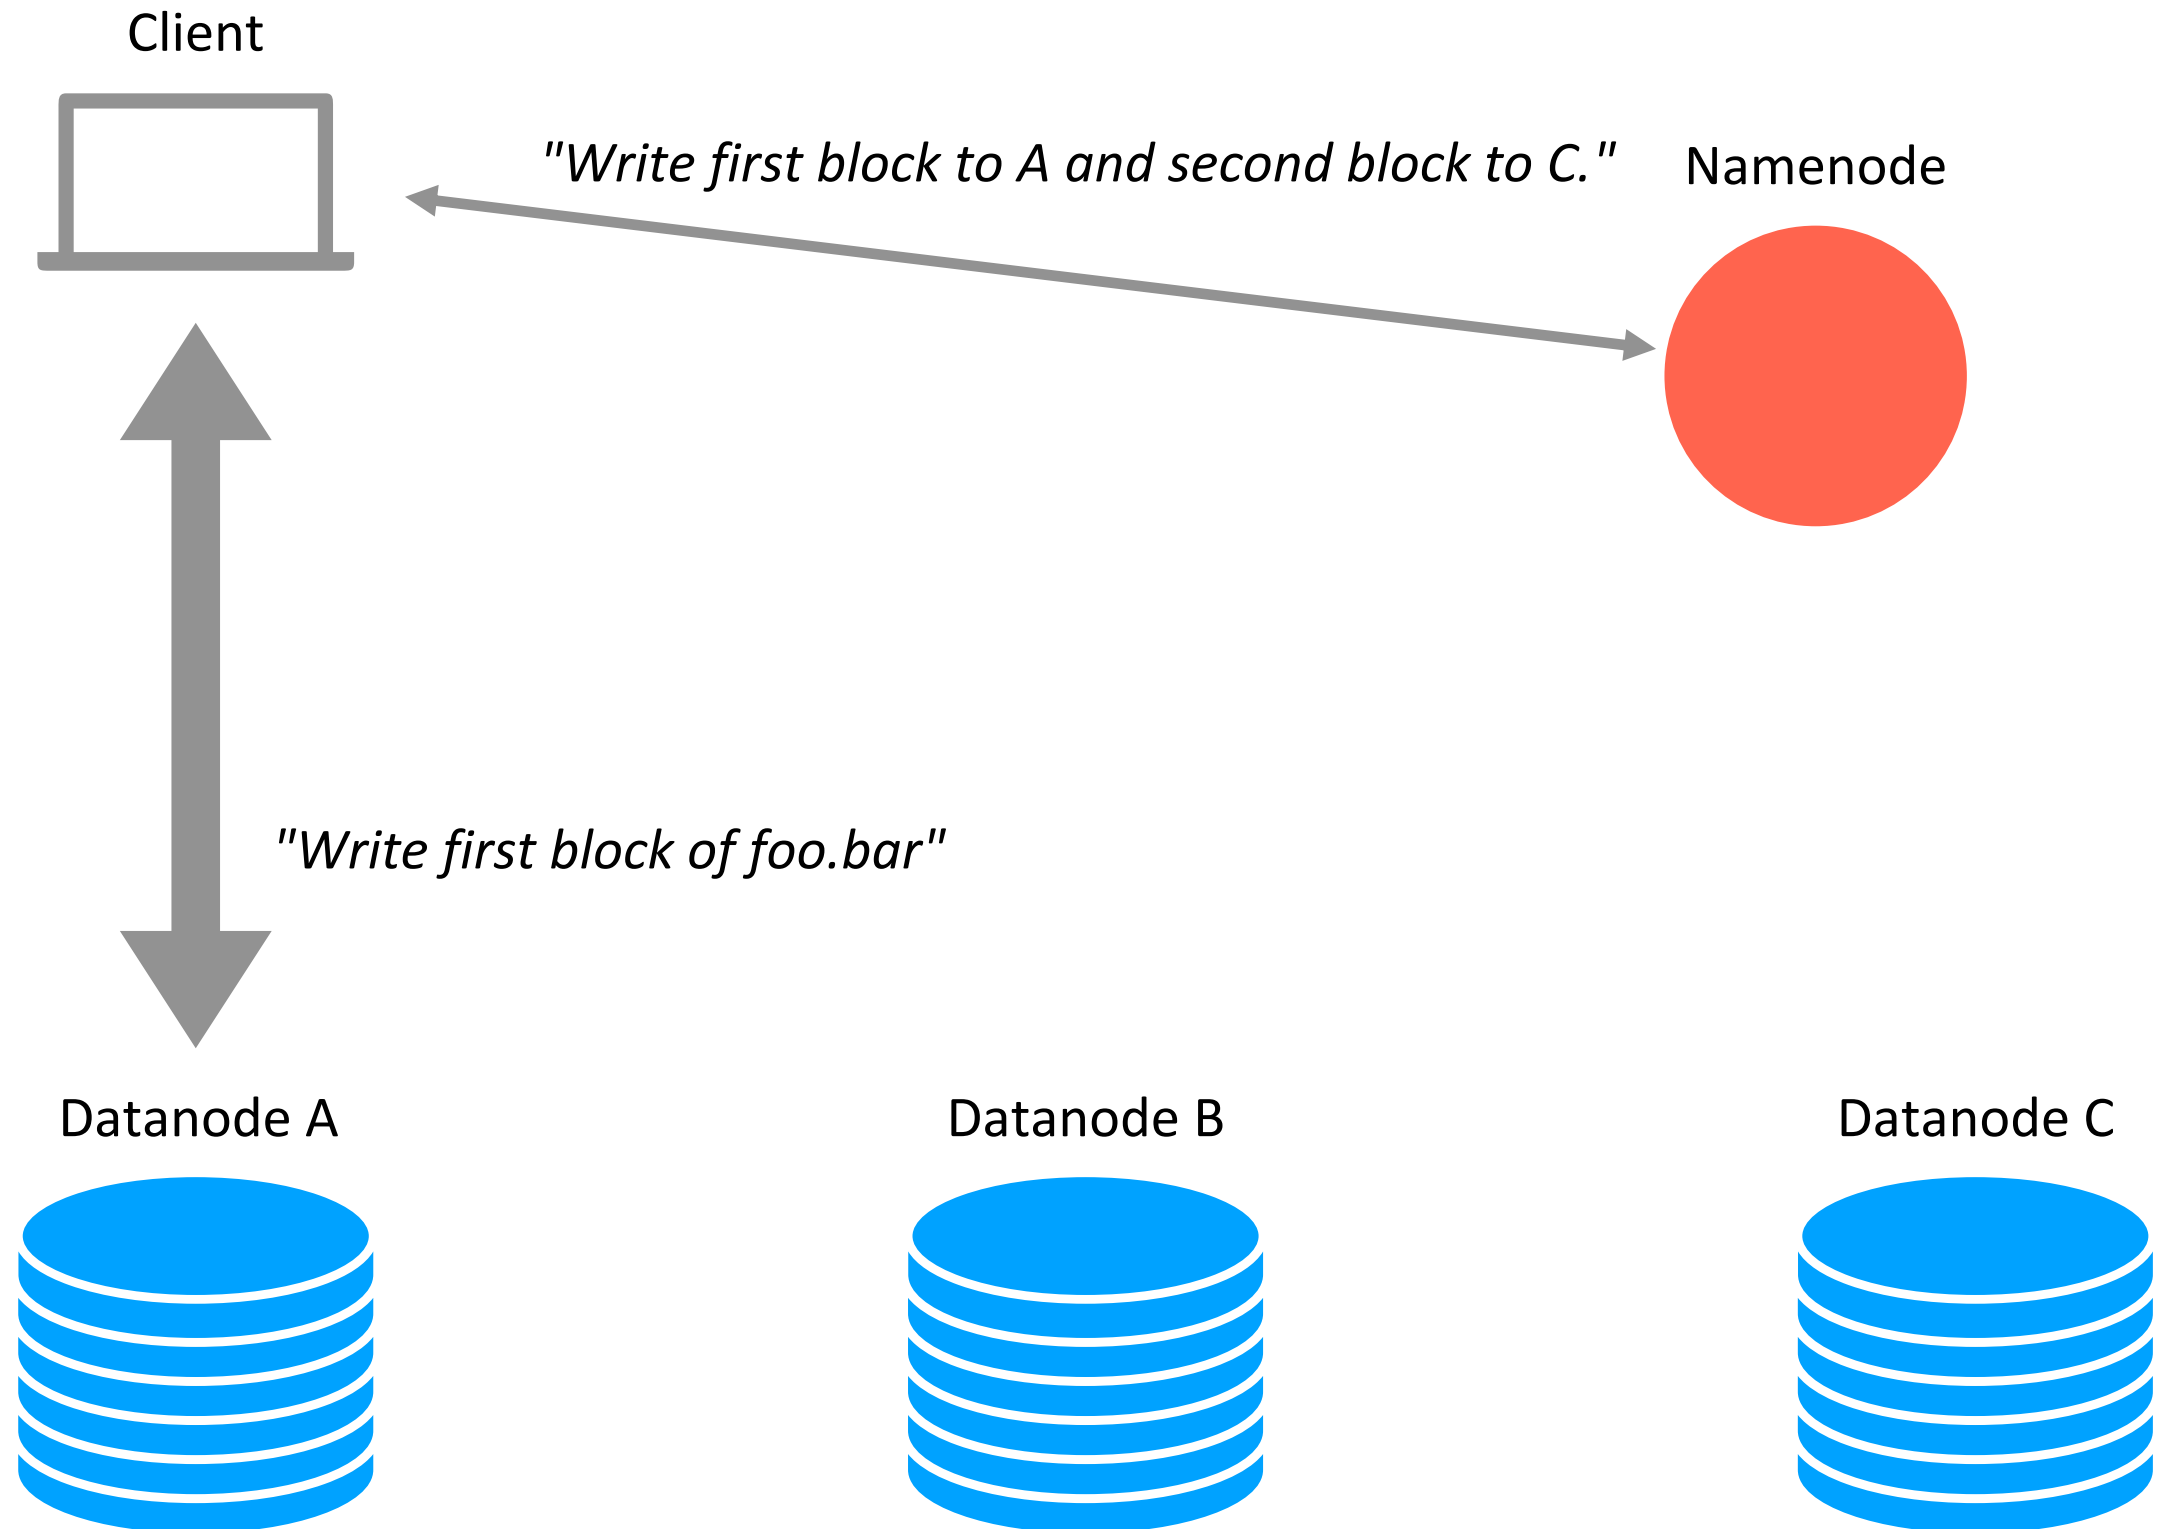 Client
"Write first block to A and second block to C."
Namenode
"Write first block of foo.bar"
Datanode A
Datanode B
Datanode C